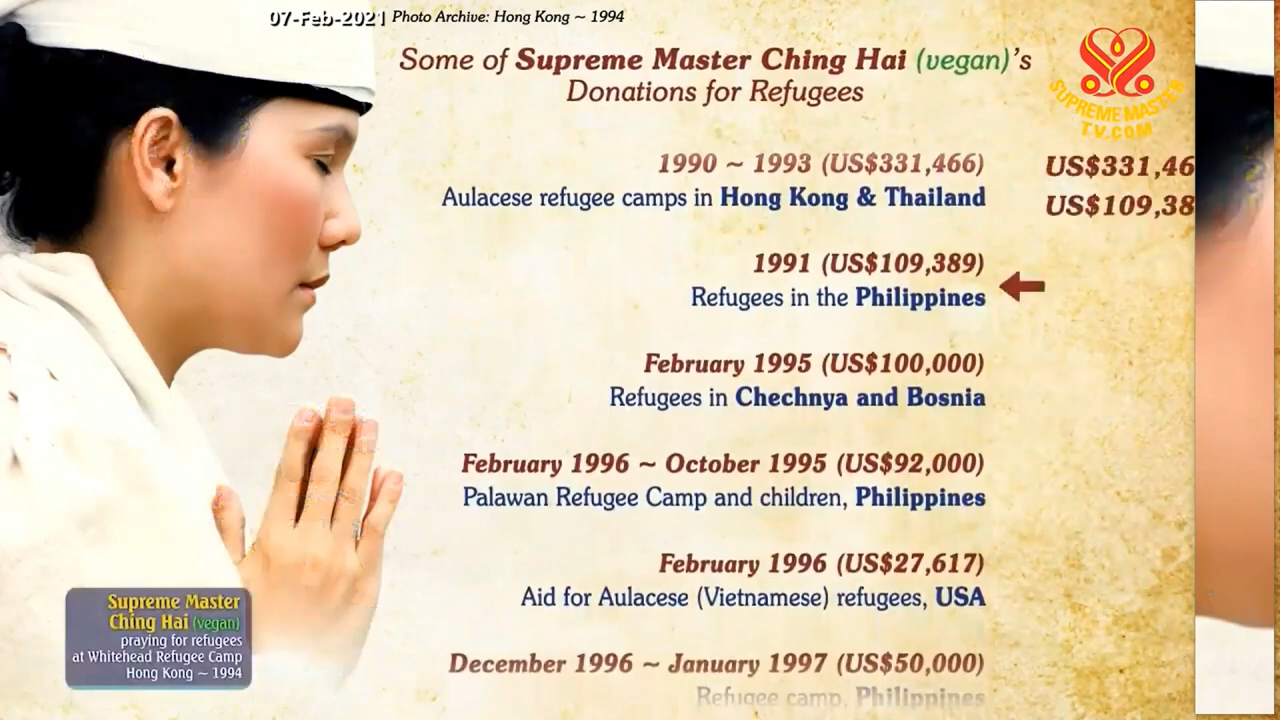 07-Feb-2021 Photo Archive: Hong Kong ~ 1994
Some of Supreme Master Ching Hai (vegan)'s
Donations for Refugees
SUPREME MASTER
TV.COM
1990 ~ 1993 (US$331,466)
Aulacese refugee camps in Hong Kong & Thailand
US$331,46
US$109,38
1991 (US$109,389)
Refugees in the Philippines
February 1995 (US$100,000)
Refugees in Chechnya and Bosnia
February 1996 ~ October 1995 (US$92,000)
Palawan Refugee Camp and children, Philippines
February 1996 (US$27,617)
Aid for Aulacese (Vietnamese) refugees, USA
December 1996 ~ January 1997 (US$50,000)
Refugee camp, Philippines
Supreme Master
Ching Hai (vegan)
praying for refugees
at Whitehead Refugee Camp
Hong Kong ~ 1994